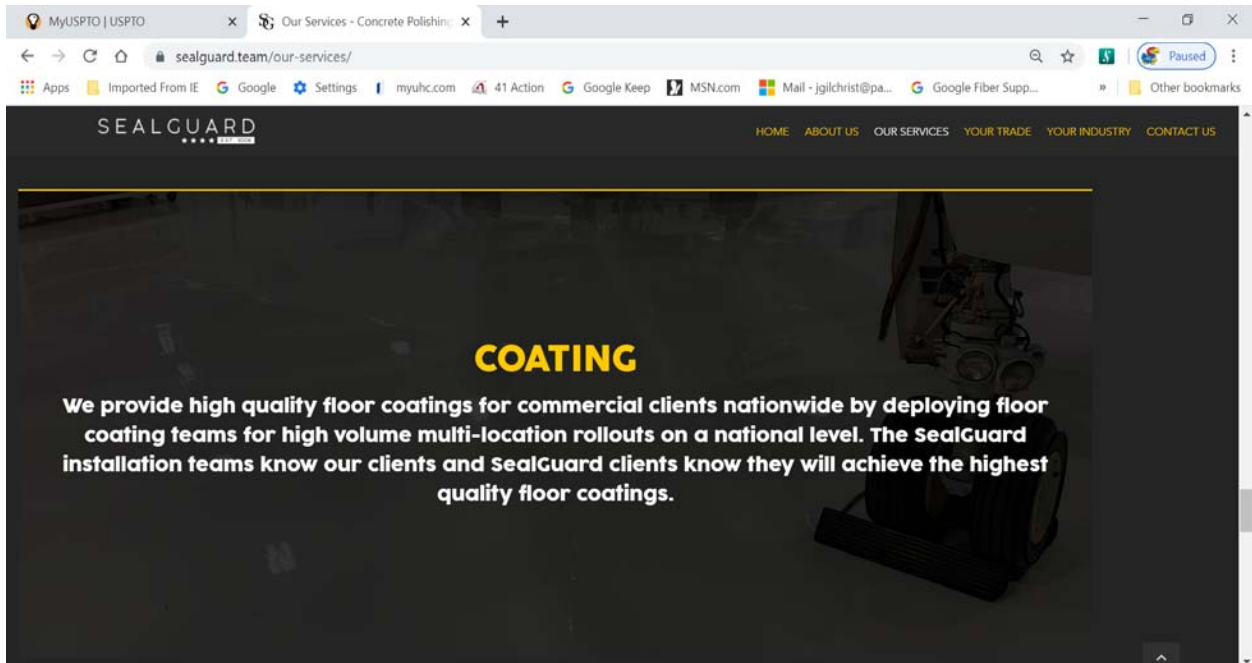 MyUSPTO | USPTO
Our Services - Concrete Polishing
sealguard.team/our-services/
Paused
Apps
Imported From IE
Google
Settings
myuhc.com
41 Action
Google Keep
MSN.com
Mail - jgilchrist@pa...
Google Fiber Supp...
»
Other bookmarks
SEALGUARD
HOME ABOUT US OUR SERVICES YOUR TRADE YOUR INDUSTRY CONTACT US
COATING
We provide high quality floor coatings for commercial clients nationwide by deploying floor
coating teams for high volume multi-location rollouts on a national level. The SealGuard
installation teams know our clients and SealGuard clients know they will achieve the highest
quality floor coatings.